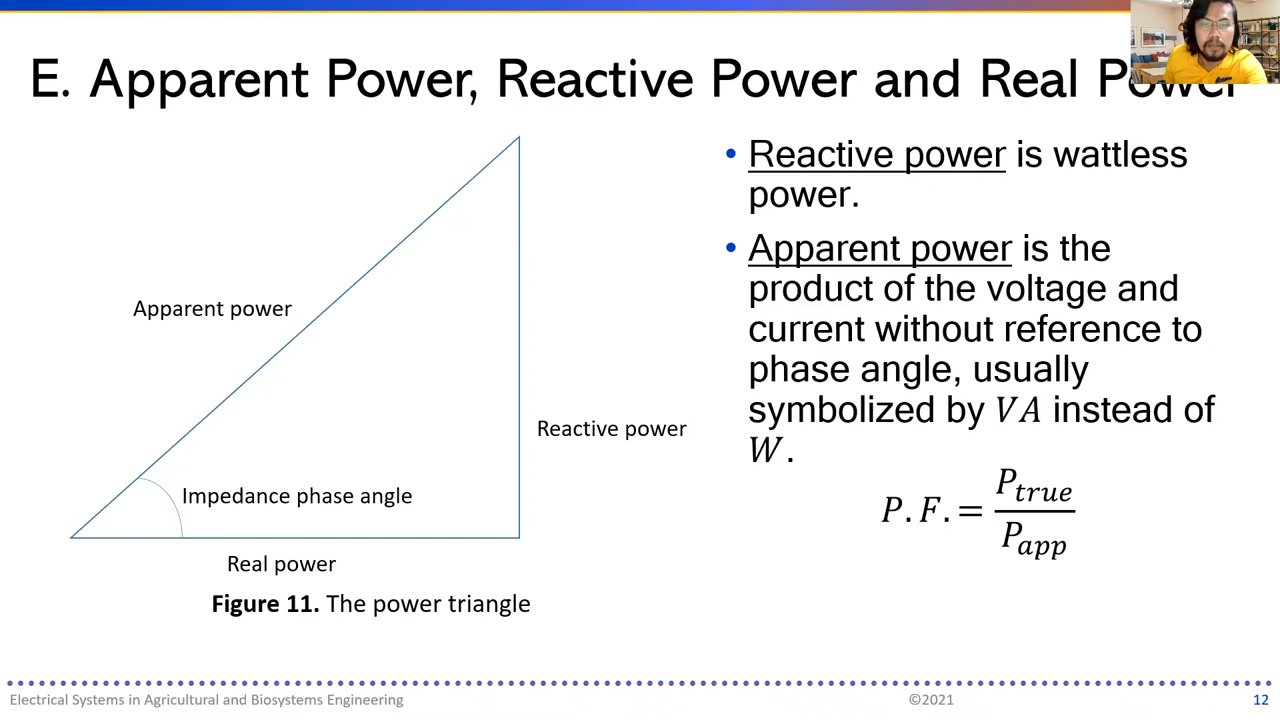 E. Apparent Power, Reactive Power and Real Power
• Reactive power is wattless
power.
• Apparent power is the
product of the voltage and
current without reference to
phase angle, usually
symbolized by VA instead of
W.
P.F.= P_true / P_app
Apparent power
Reactive power
Impedance phase angle
Real power
Figure 11. The power triangle
Electrical Systems in Agricultural and Biosystems Engineering
©2021
12